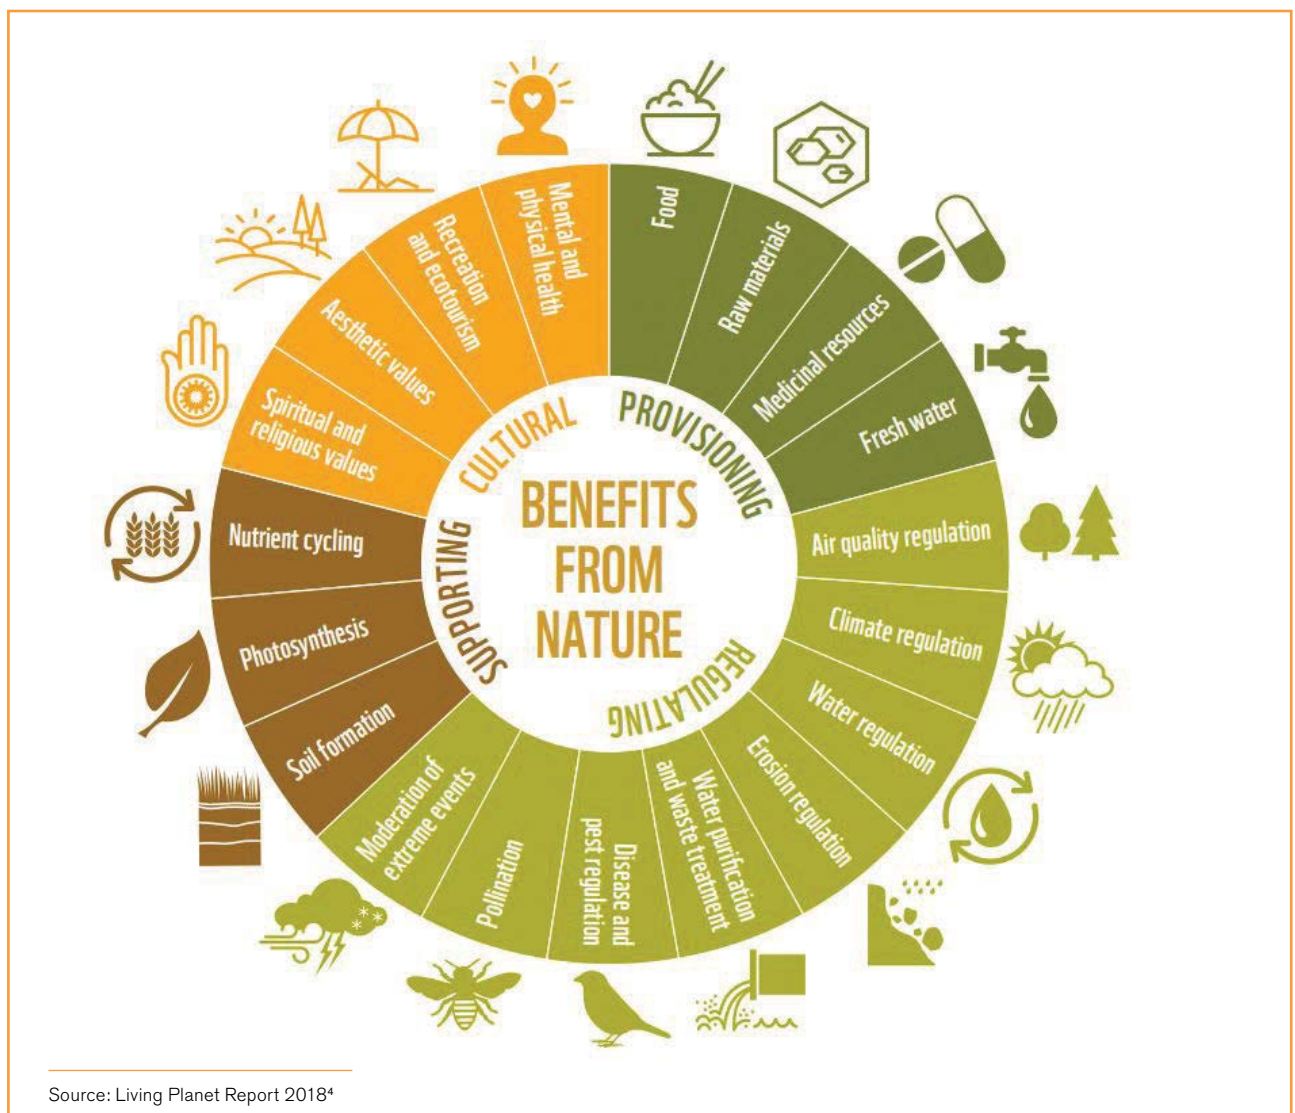 BENEFITS
FROM
NATURE
PROVISIONING
Food
Raw materials
Medicinal resources
Fresh water
REGULATING
Air quality regulation
Climate regulation
Water regulation
Erosion regulation
Water purification
and waste treatment
Disease and
pest regulation
Pollination
Moderation of
extreme events
SUPPORTING
Soil formation
Photosynthesis
Nutrient cycling
CULTURAL
Spiritual and
religious values
Aesthetic values
Recreation
and ecotourism
Mental and
physical health
Source: Living Planet Report 2018⁴